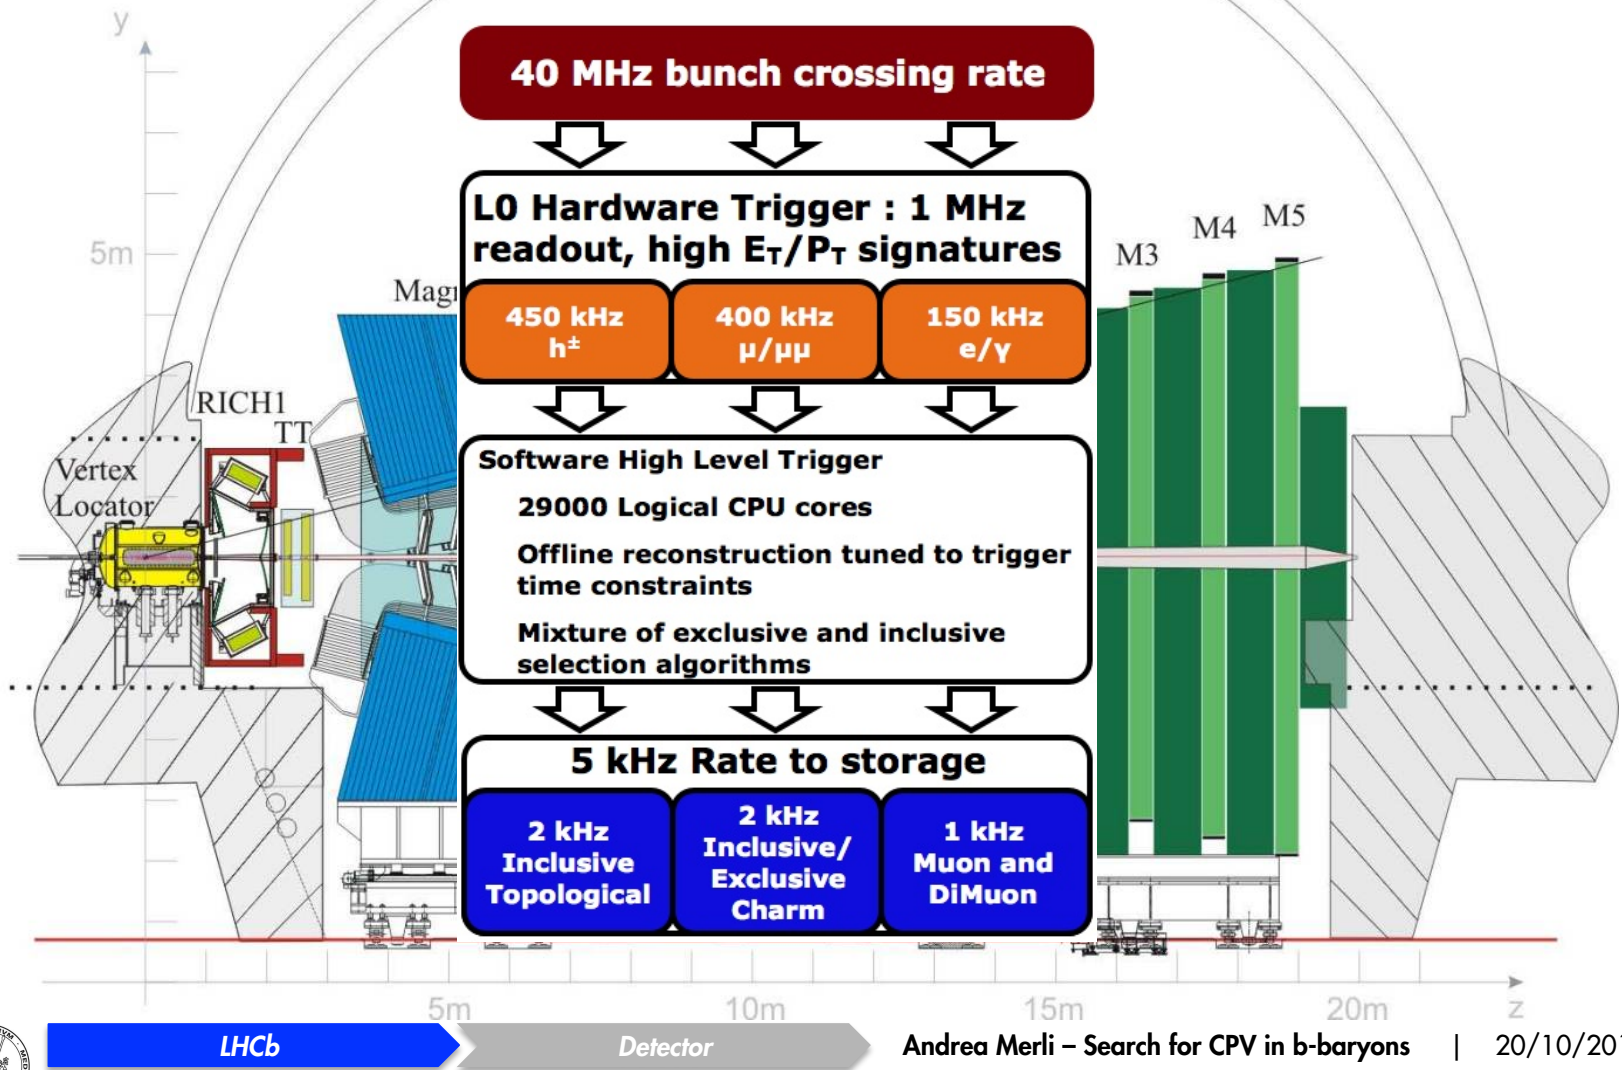 y
40 MHz bunch crossing rate
L0 Hardware Trigger : 1 MHz
readout, high ET/PT signatures
M3
M4
M5
5m
450 kHz
h±
400 kHz
μ/μμ
150 kHz
e/γ
RICH1
TT
Vertex
Locator
Software High Level Trigger
29000 Logical CPU cores
Offline reconstruction tuned to trigger
time constraints
Mixture of exclusive and inclusive
selection algorithms
5 kHz Rate to storage
2 kHz
Inclusive
Topological
2 kHz
Inclusive/
Exclusive
Charm
1 kHz
Muon and
DiMuon
5m
10m
15m
20m
z
LHCb
Detector
Andrea Merli – Search for CPV in b-baryons
|